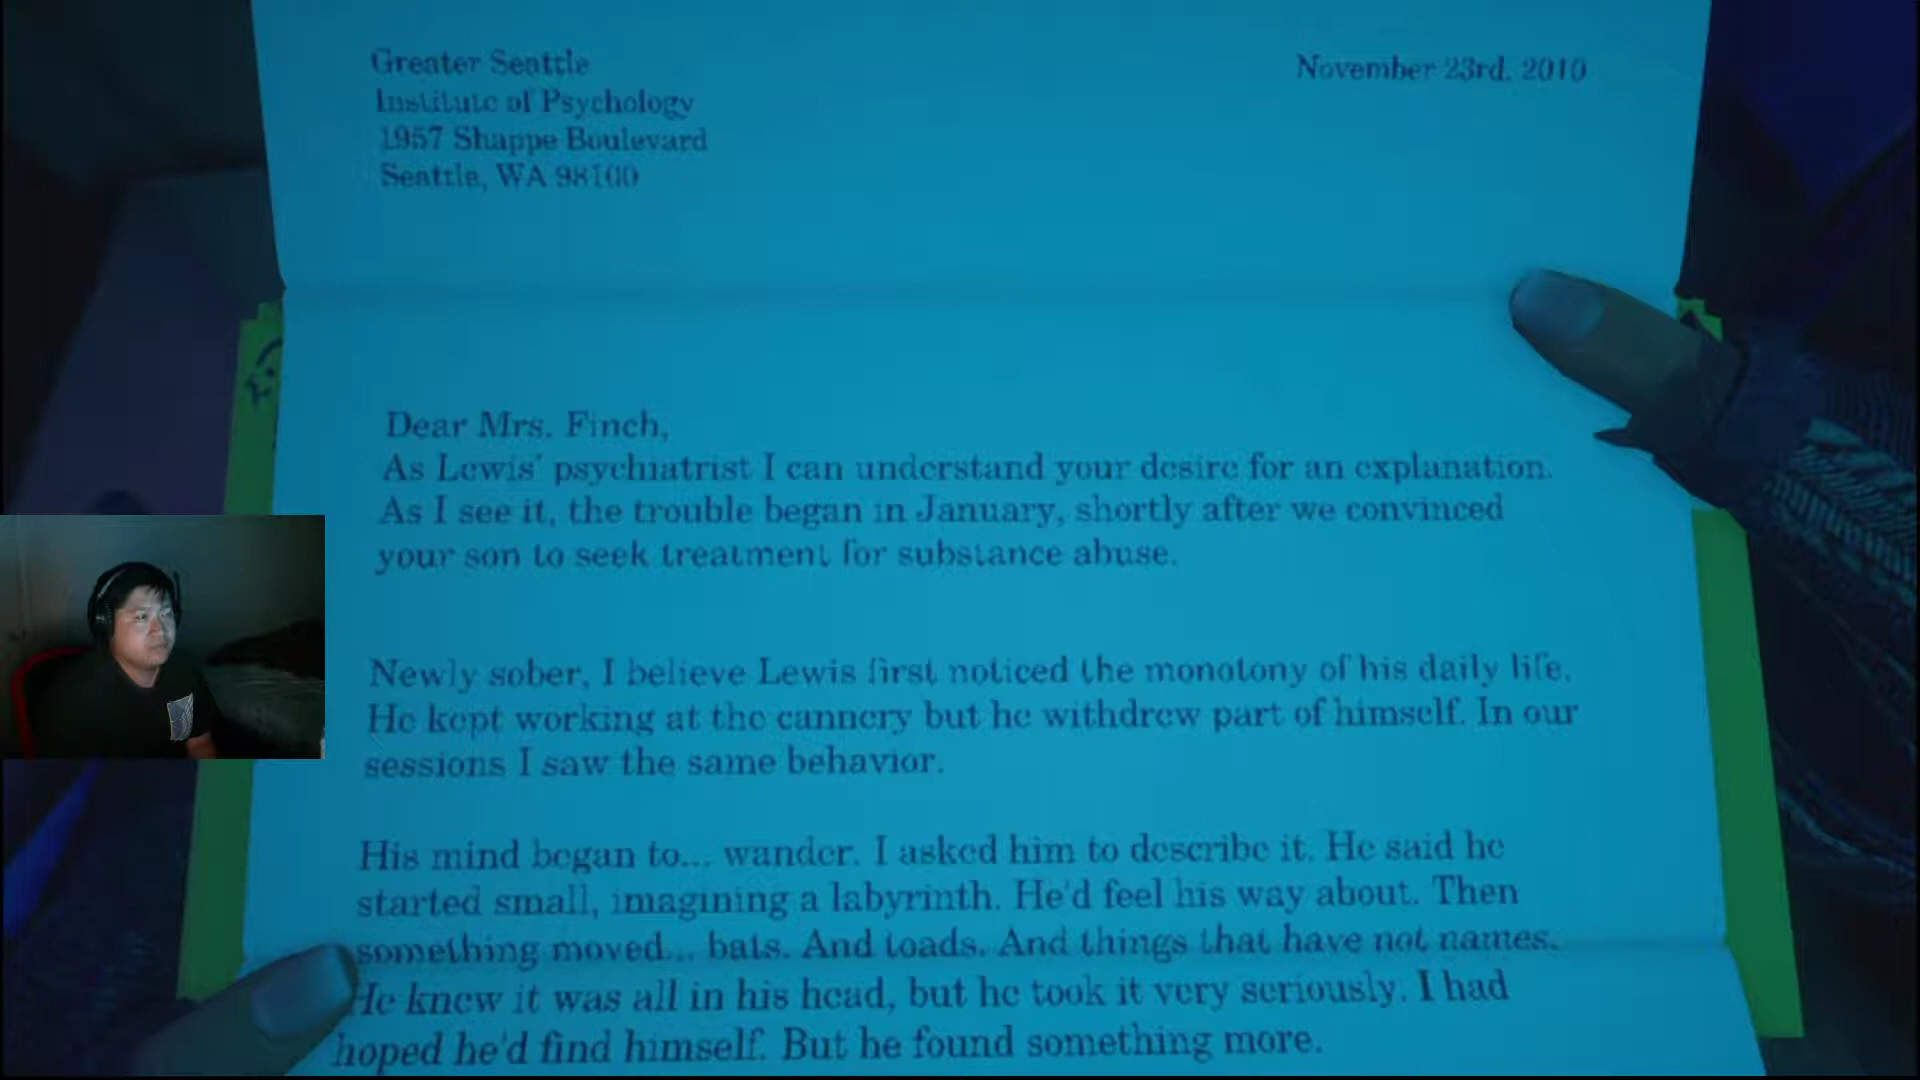 Greater Seattle
Institute of Psychology
1957 Shappe Boulevard
Seattle, WA 98100
November 23rd, 2010
Dear Mrs. Finch,
As Lewis' psychiatrist I can understand your desire for an explanation.
As I see it, the trouble began in January, shortly after we convinced
your son to seek treatment for substance abuse.
Newly sober, I believe Lewis first noticed the monotony of his daily life.
He kept working at the cannery but he withdrew part of himself. In our
sessions I saw the same behavior.
His mind began to... wander. I asked him to describe it. He said he
started small, imagining a labyrinth. He'd feel his way about. Then
something moved... bats. And toads. And things that have not names.
He knew it was all in his head, but he took it very seriously. I had
hoped he'd find himself. But he found something more.